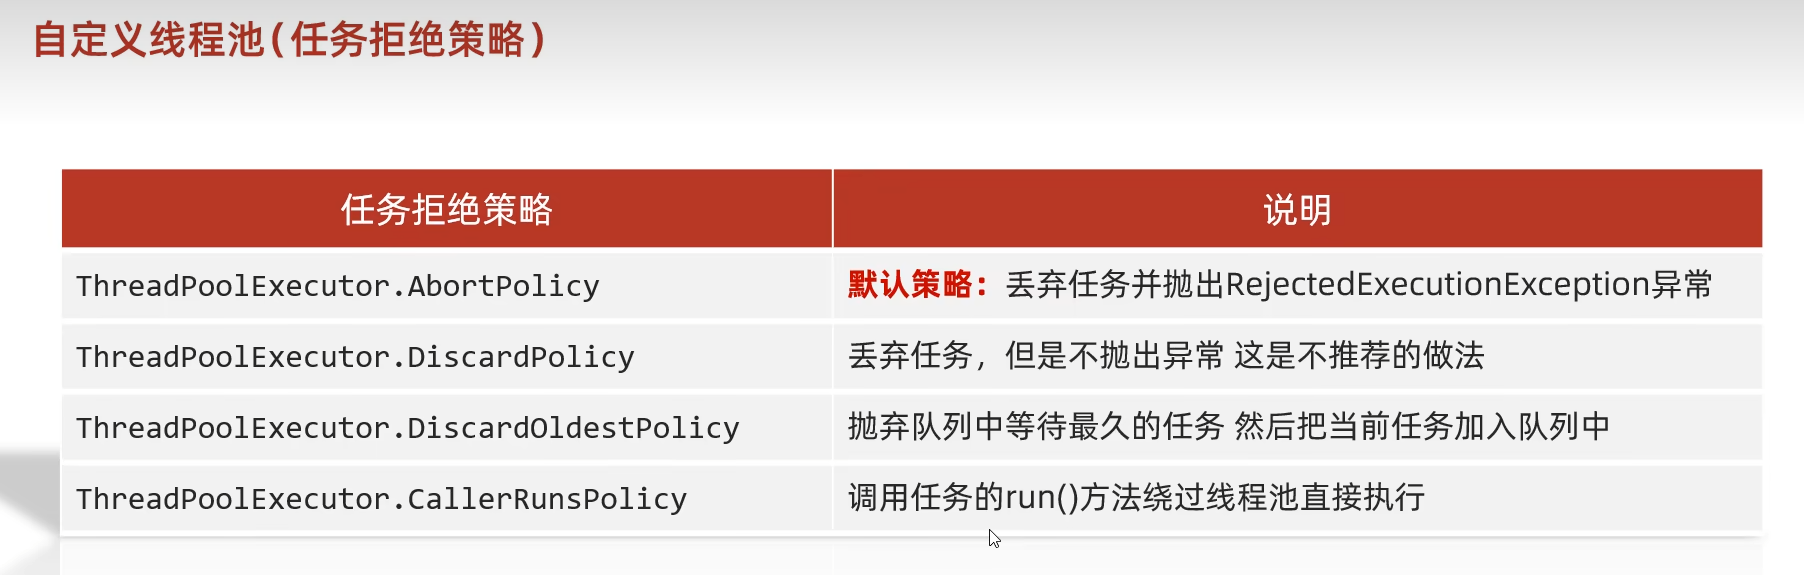 自定义线程池(任务拒绝策略)
任务拒绝策略 说明
ThreadPoolExecutor.AbortPolicy 默认策略：丢弃任务并抛出RejectedExecutionException异常
ThreadPoolExecutor.DiscardPolicy 丢弃任务，但是不抛出异常 这是不推荐的做法
ThreadPoolExecutor.DiscardOldestPolicy 抛弃队列中等待最久的任务 然后把当前任务加入队列中
ThreadPoolExecutor.CallerRunsPolicy 调用任务的run()方法绕过线程池直接执行